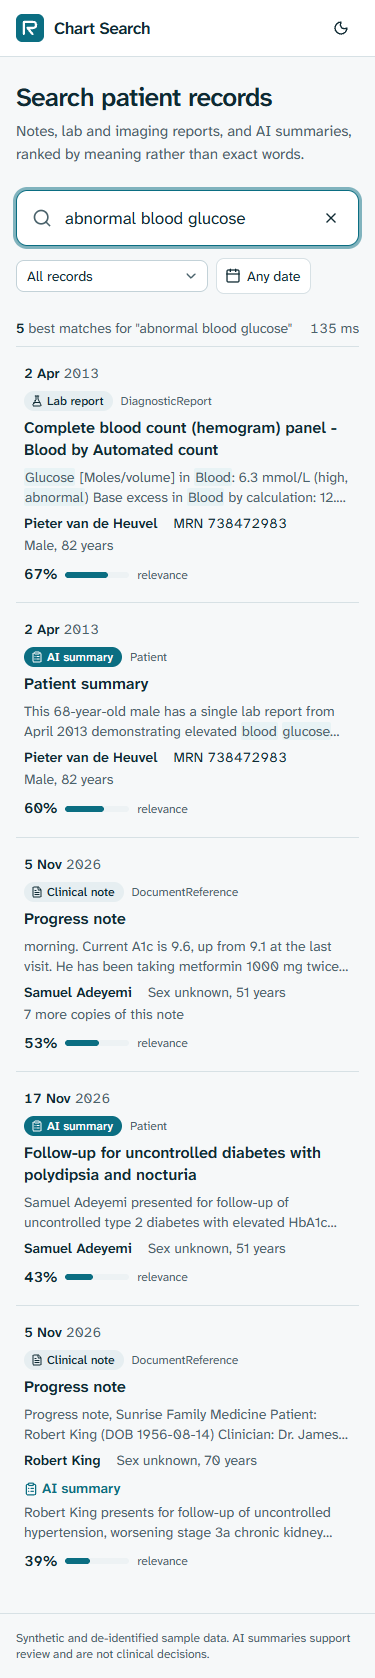 Chart Search
Search patient records
Notes, lab and imaging reports, and AI summaries,
ranked by meaning rather than exact words.
abnormal blood glucose
All records
Any date
5 best matches for "abnormal blood glucose" 135 ms
2 Apr 2013
Lab report DiagnosticReport
Complete blood count (hemogram) panel -
Blood by Automated count
Glucose [Moles/volume] in Blood: 6.3 mmol/L (high,
abnormal) Base excess in Blood by calculation: 12....
Pieter van de Heuvel MRN 738472983
Male, 82 years
67% relevance
2 Apr 2013
AI summary Patient
Patient summary
This 68-year-old male has a single lab report from
April 2013 demonstrating elevated blood glucose...
Pieter van de Heuvel MRN 738472983
Male, 82 years
60% relevance
5 Nov 2026
Clinical note DocumentReference
Progress note
morning. Current A1c is 9.6, up from 9.1 at the last
visit. He has been taking metformin 1000 mg twice...
Samuel Adeyemi Sex unknown, 51 years
7 more copies of this note
53% relevance
17 Nov 2026
AI summary Patient
Follow-up for uncontrolled diabetes with
polydipsia and nocturia
Samuel Adeyemi presented for follow-up of
uncontrolled type 2 diabetes with elevated HbA1c...
Samuel Adeyemi Sex unknown, 51 years
43% relevance
5 Nov 2026
Clinical note DocumentReference
Progress note
Progress note, Sunrise Family Medicine Patient:
Robert King (DOB 1956-08-14) Clinician: Dr. James...
Robert King Sex unknown, 70 years
AI summary
Robert King presents for follow-up of uncontrolled
hypertension, worsening stage 3a chronic kidney...
39% relevance
Synthetic and de-identified sample data. AI summaries support
review and are not clinical decisions.